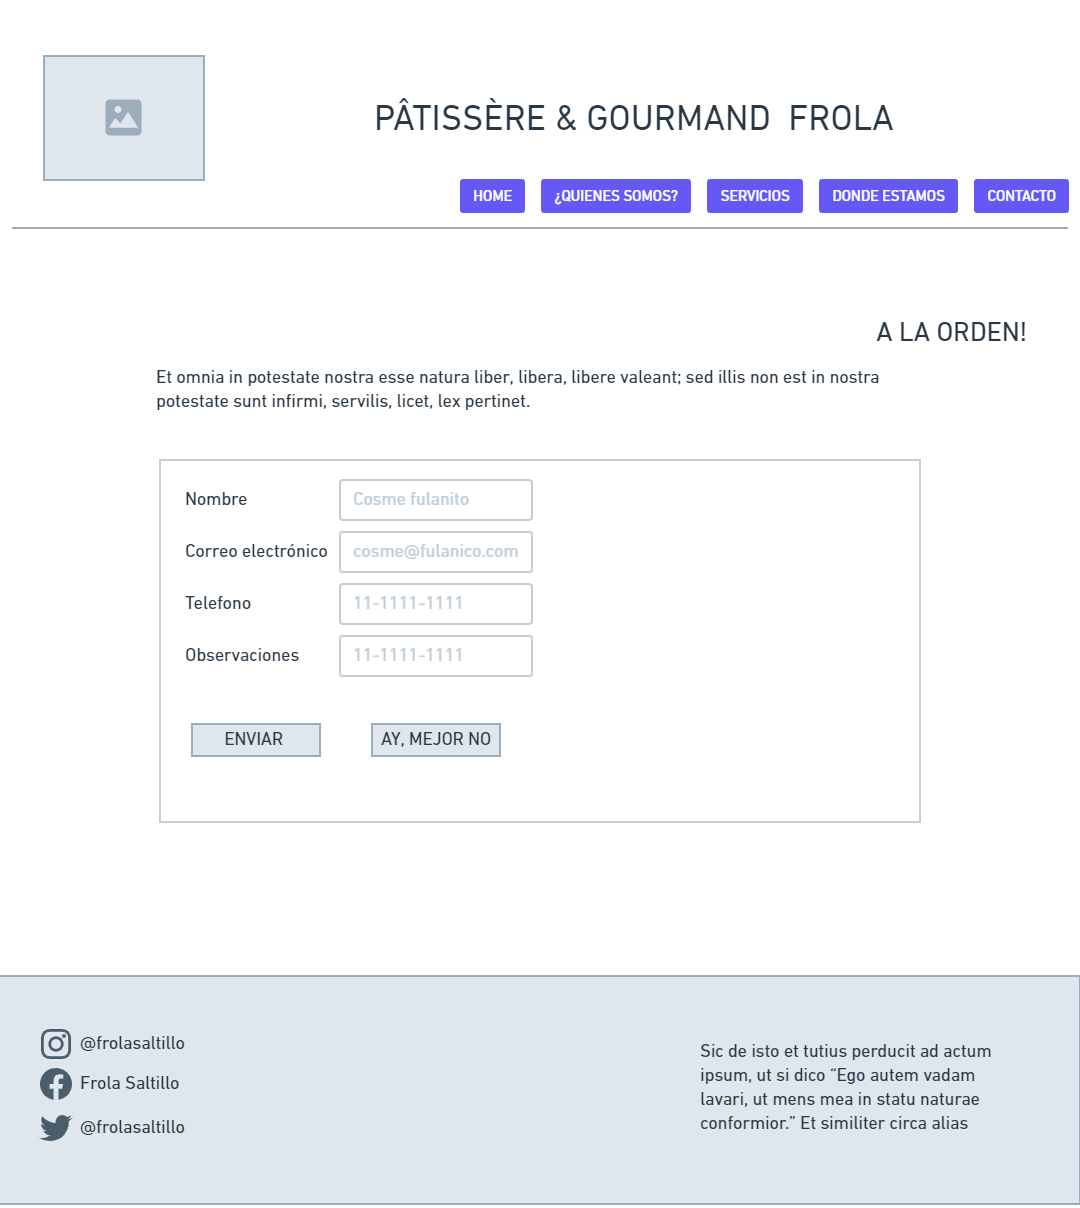 PÂTISSÈRE & GOURMAND FROLA
HOME ¿QUIENES SOMOS? SERVICIOS DONDE ESTAMOS CONTACTO
A LA ORDEN!
Et omnia in potestate nostra esse natura liber, libera, libere valeant; sed illis non est in nostra
potestate sunt infirmi, servilis, licet, lex pertinet.
Nombre Cosme fulanito
Correo electrónico cosme@fulanico.com
Telefono 11-1111-1111
Observaciones 11-1111-1111
ENVIAR AY, MEJOR NO
@frolasaltillo
Frola Saltillo
@frolasaltillo
Sic de isto et tutius perducit ad actum
ipsum, ut si dico “Ego autem vadam
lavari, ut mens mea in statu naturae
conformior.” Et similiter circa alias